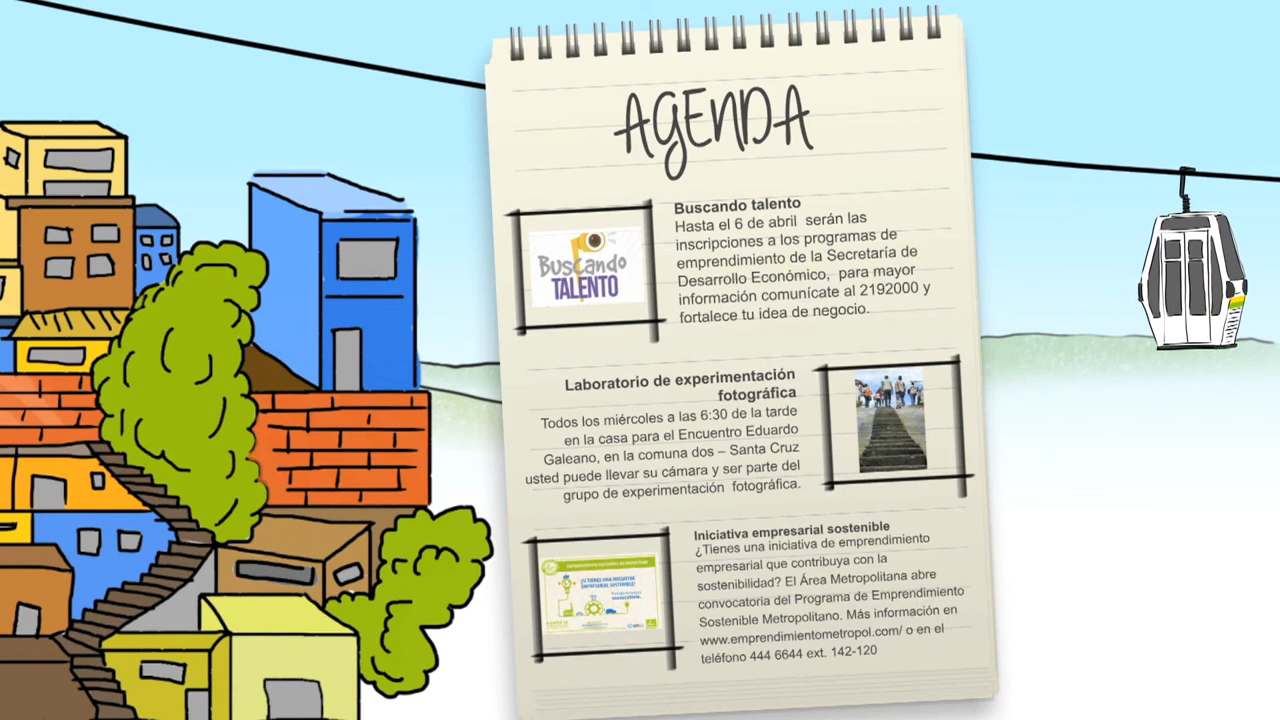 AGENDA
Buscando talento
Hasta el 6 de abril  serán las
inscripciones a los programas de
emprendimiento de la Secretaría de
Desarrollo Económico,  para mayor
información comunícate al 2192000 y
fortalece tu idea de negocio.
Buscando
TALENTO
Laboratorio de experimentación
fotográfica
Todos los miércoles a las 6:30 de la tarde
en la casa para el Encuentro Eduardo
Galeano, en la comuna dos – Santa Cruz
usted puede llevar su cámara y ser parte del
grupo de experimentación  fotográfica.
Iniciativa empresarial sostenible
¿Tienes una iniciativa de emprendimiento
empresarial que contribuya con la
sostenibilidad? El Área Metropolitana abre
convocatoria del Programa de Emprendimiento
Sostenible Metropolitano. Más información en
www.emprendimientometropol.com/ o en el
teléfono 444 6644 ext. 142-120
¿TIENES UNA INICIATIVA
EMPRESARIAL SOSTENIBLE?